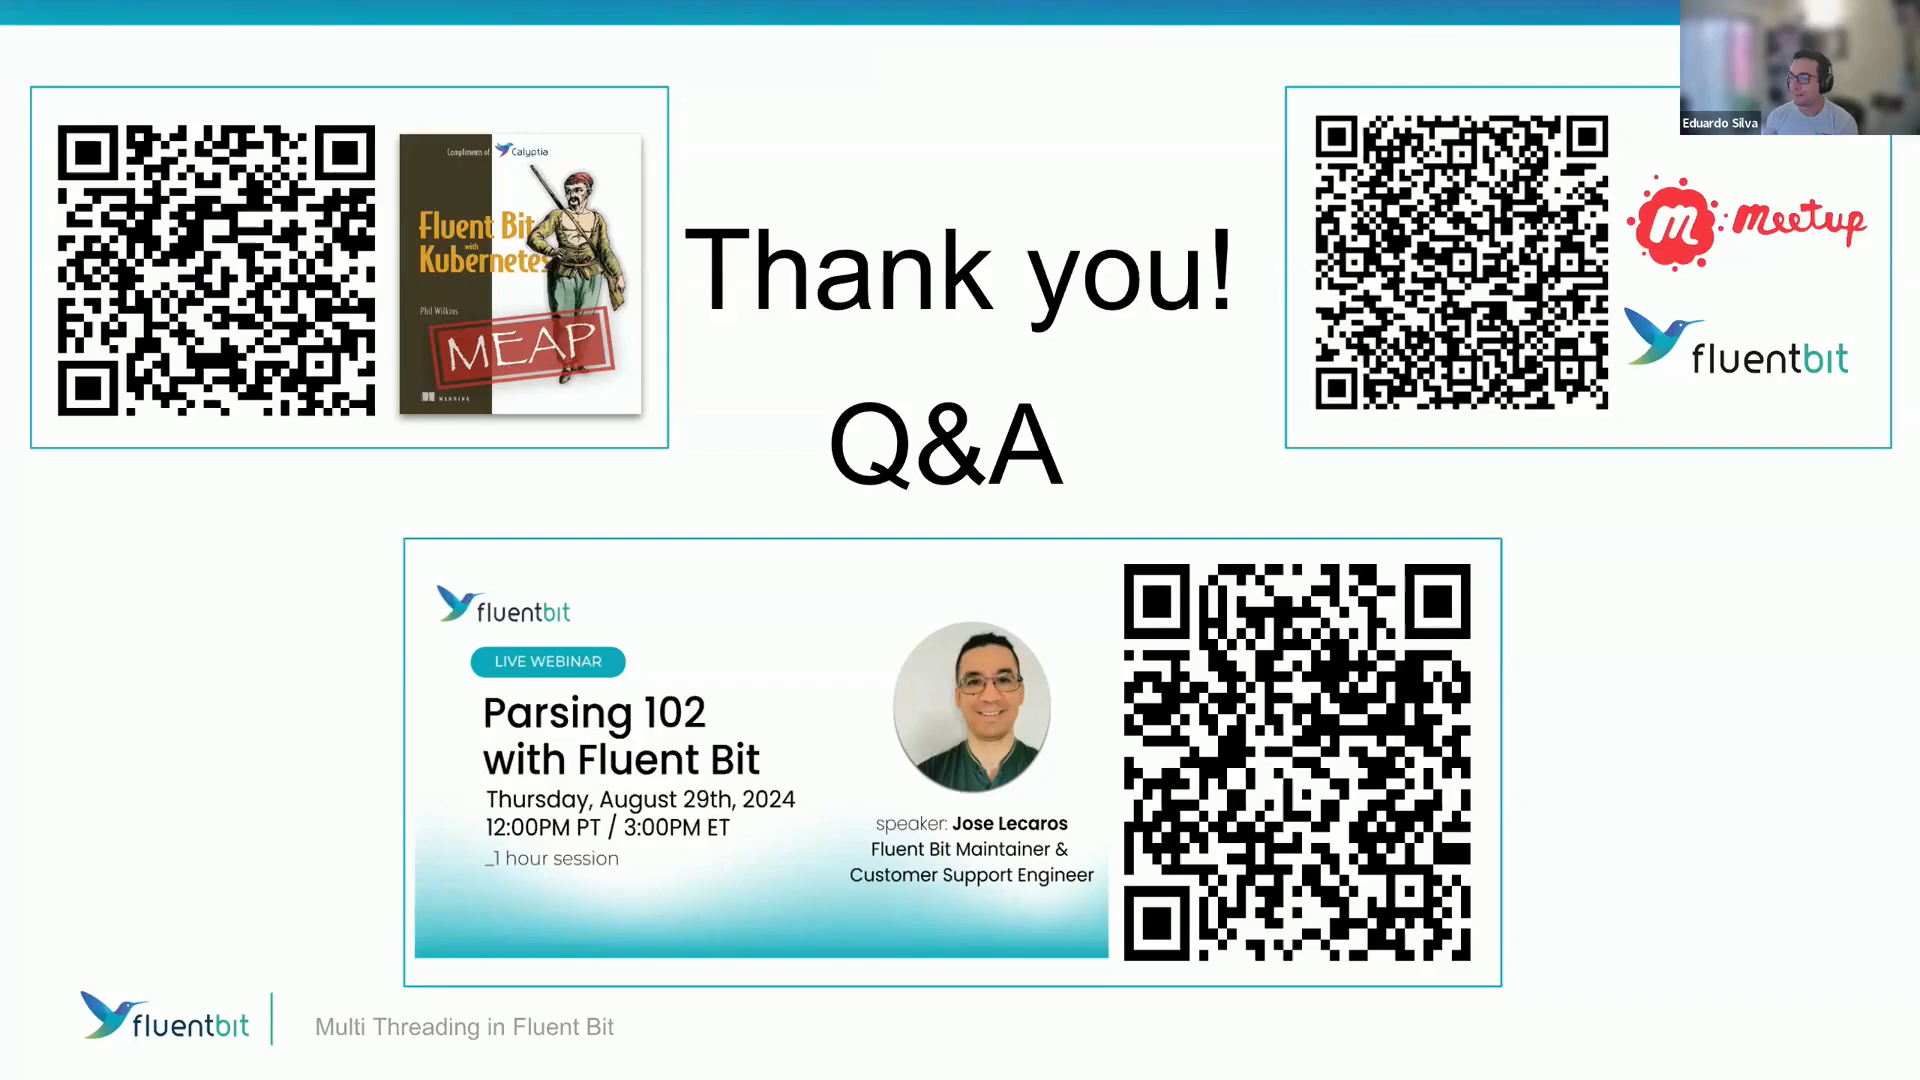 Eduardo Silva
Compliments of Calyptia
Fluent Bit
with
Kubernetes
Phil Wilkins
MEAP
MANNING
Thank you!
Q&A
Meetup
fluentbit
fluentbit
LIVE WEBINAR
Parsing 102
with Fluent Bit
Thursday, August 29th, 2024
12:00PM PT / 3:00PM ET
_1 hour session
speaker: Jose Lecaros
Fluent Bit Maintainer &
Customer Support Engineer
fluentbit
Multi Threading in Fluent Bit